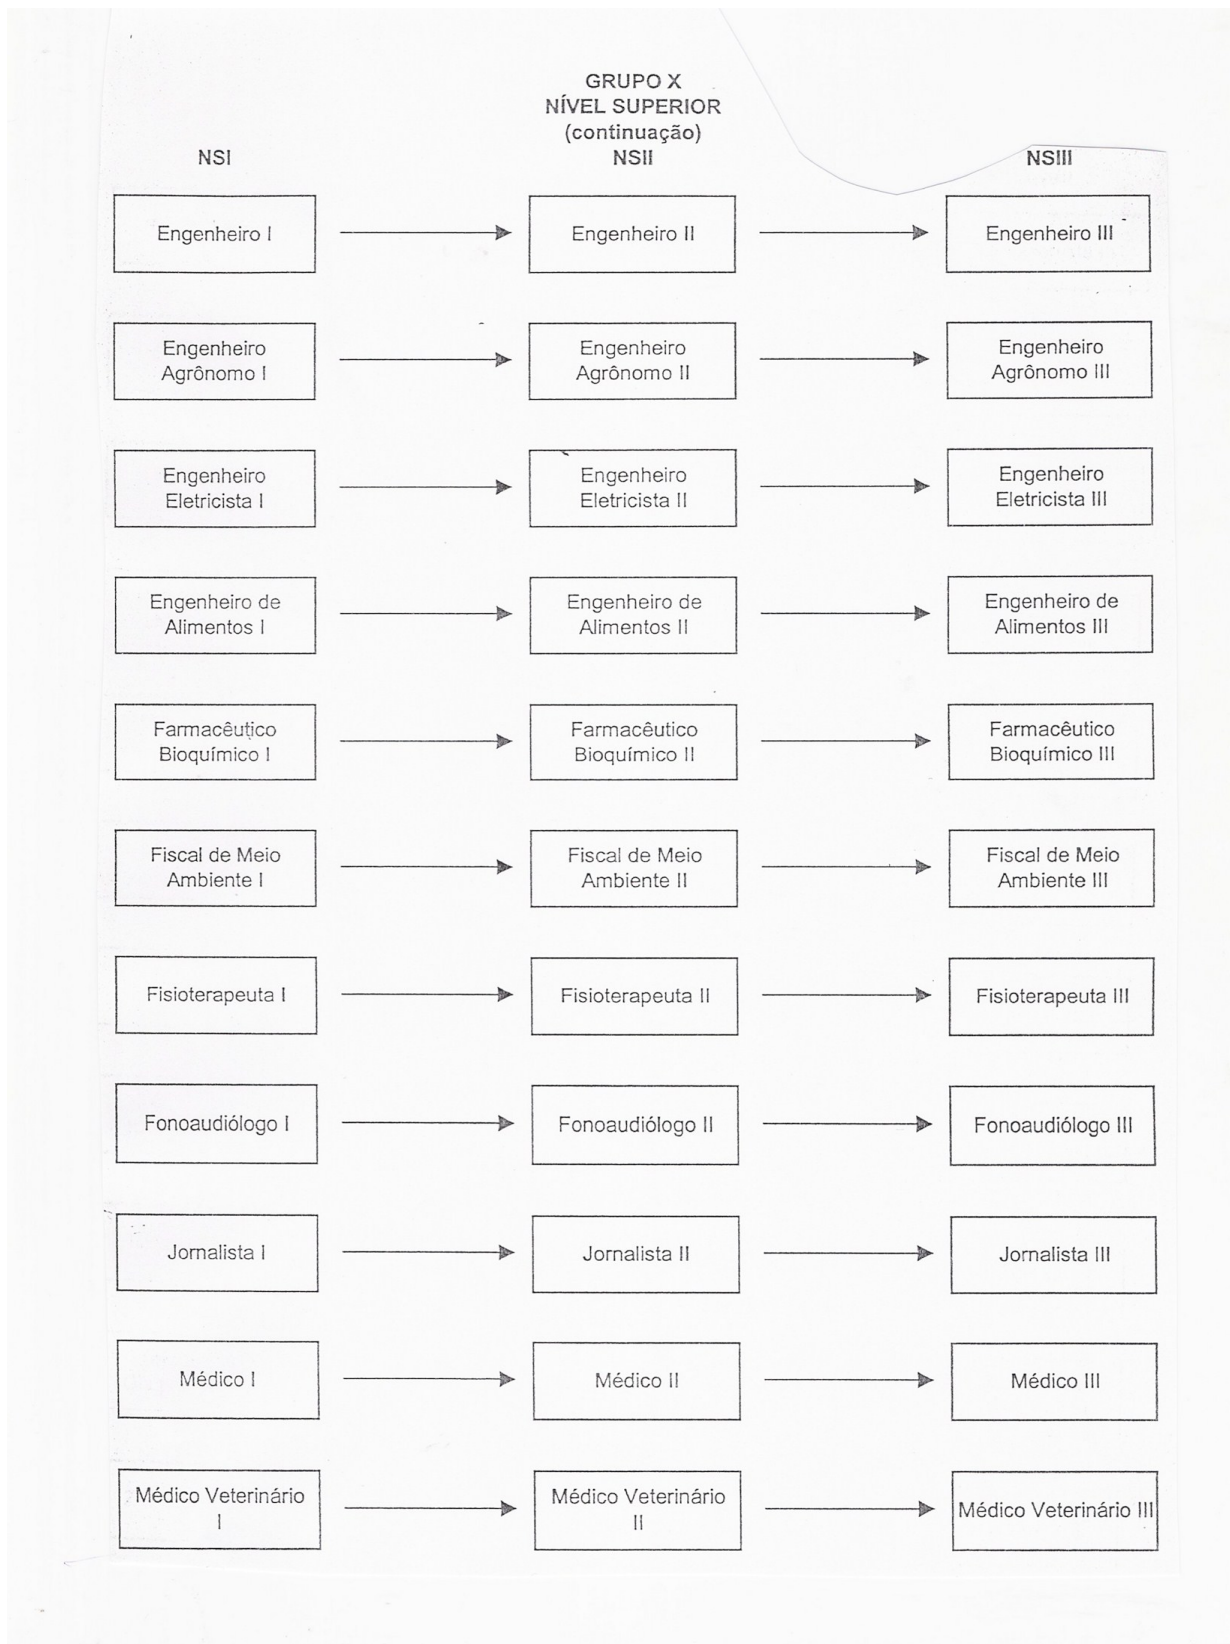 GRUPO X
NÍVEL SUPERIOR
(continuação)
NSI NSII NSIII
Engenheiro I Engenheiro II Engenheiro III
Engenheiro
Agrônomo I
Engenheiro
Agrônomo II
Engenheiro
Agrônomo III
Engenheiro
Eletricista I
Engenheiro
Eletricista II
Engenheiro
Eletricista III
Engenheiro de
Alimentos I
Engenheiro de
Alimentos II
Engenheiro de
Alimentos III
Farmacêutico
Bioquímico I
Farmacêutico
Bioquímico II
Farmacêutico
Bioquímico III
Fiscal de Meio
Ambiente I
Fiscal de Meio
Ambiente II
Fiscal de Meio
Ambiente III
Fisioterapeuta I Fisioterapeuta II Fisioterapeuta III
Fonoaudiólogo I Fonoaudiólogo II Fonoaudiólogo III
Jornalista I Jornalista II Jornalista III
Médico I Médico II Médico III
Médico Veterinário
I
Médico Veterinário
II
Médico Veterinário III